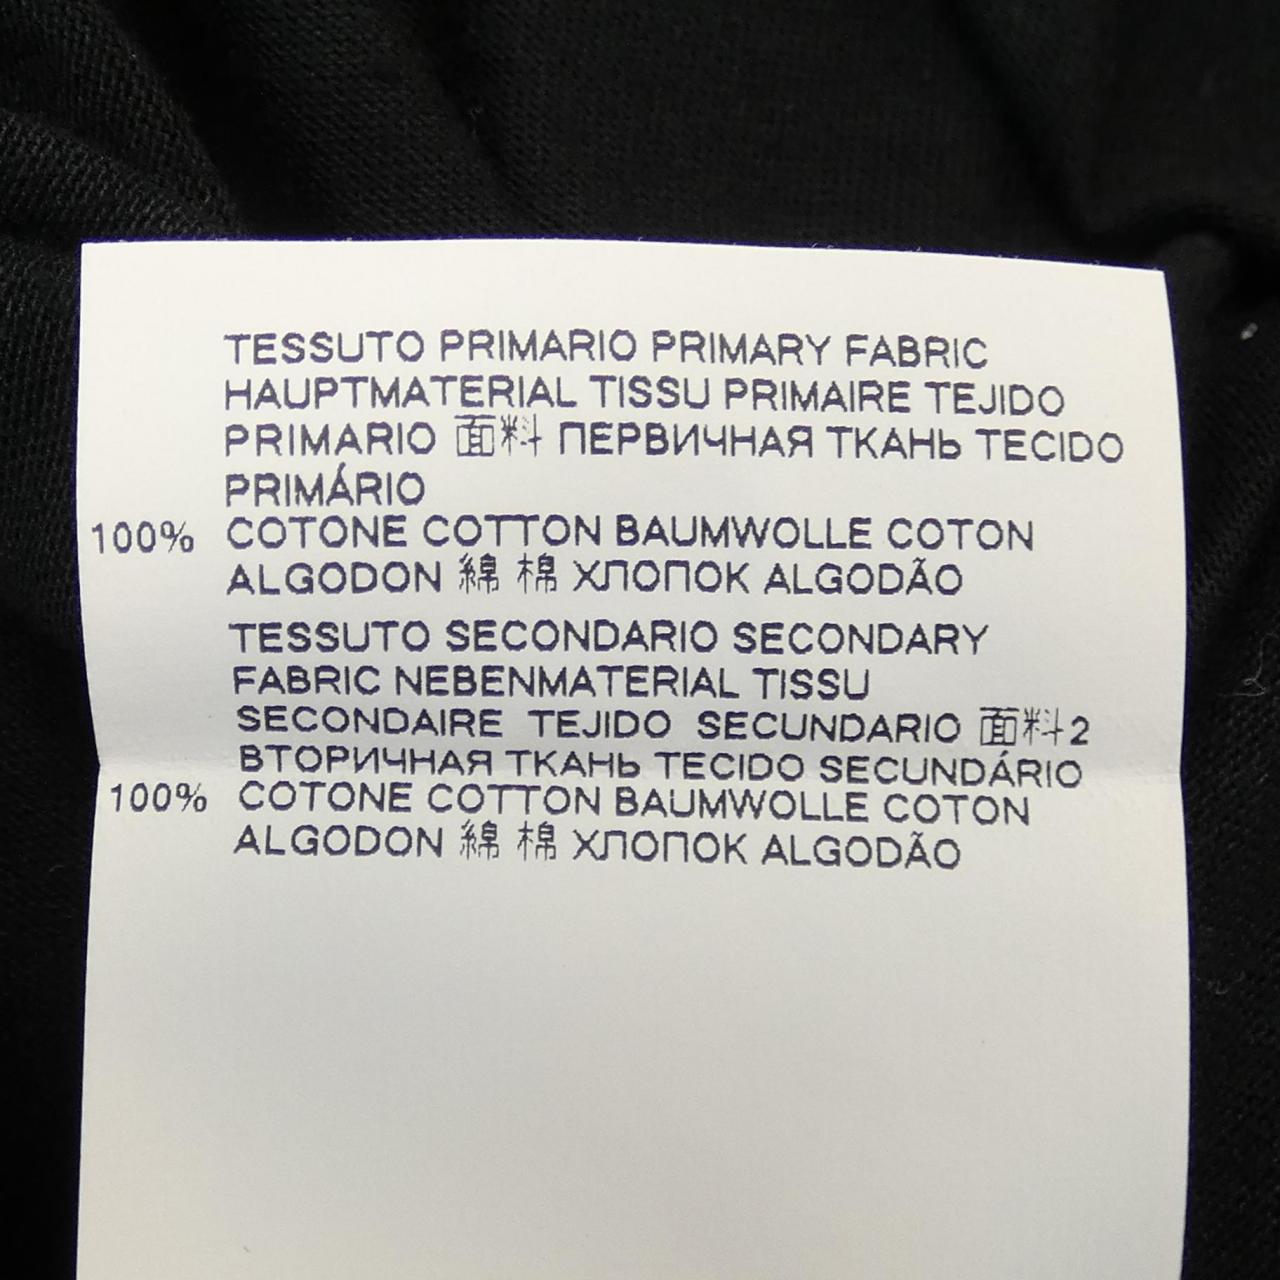 TESSUTO PRIMARIO PRIMARY FABRIC
HAUPTMATERIAL TISSU PRIMAIRE TEJIDO
PRIMARIO 面料 ПЕРВИЧНАЯ ТКАНЬ TECIDO
PRIMÁRIO
100% COTONE COTTON BAUMWOLLE COTON
ALGODON 綿 棉 ХЛОПОК ALGODÃO
TESSUTO SECONDARIO SECONDARY
FABRIC NEBENMATERIAL TISSU
SECONDAIRE TEJIDO SECUNDARIO 面料2
ВТОРИЧНАЯ ТКАНЬ TECIDO SECUNDÁRIO
100% COTONE COTTON BAUMWOLLE COTON
ALGODON 綿 棉 ХЛОПОК ALGODÃO